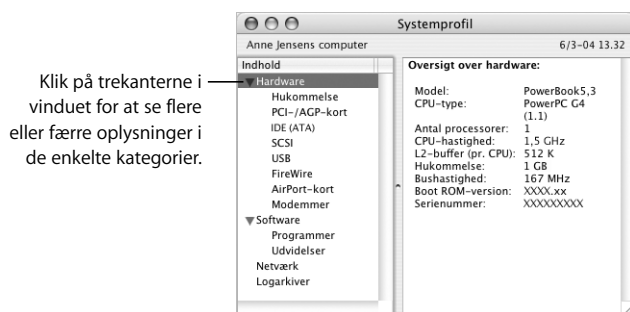 Systemprofil
Anne Jensens computer
6/3-04 13.32
Klik på trekanterne i
vinduet for at se flere
eller færre oplysninger i
de enkelte kategorier.
Indhold
Hardware
Hukommelse
PCI-/AGP-kort
IDE (ATA)
SCSI
USB
FireWire
AirPort-kort
Modemmer
Software
Programmer
Udvidelser
Netværk
Logarkiver
Oversigt over hardware:
Model: PowerBook5,3
CPU-type: PowerPC G4
(1.1)
Antal processorer: 1
CPU-hastighed: 1,5 GHz
L2-buffer (pr. CPU): 512 K
Hukommelse: 1 GB
Bushastighed: 167 MHz
Boot ROM-version: XXXX.xx
Serienummer: XXXXXXXXX